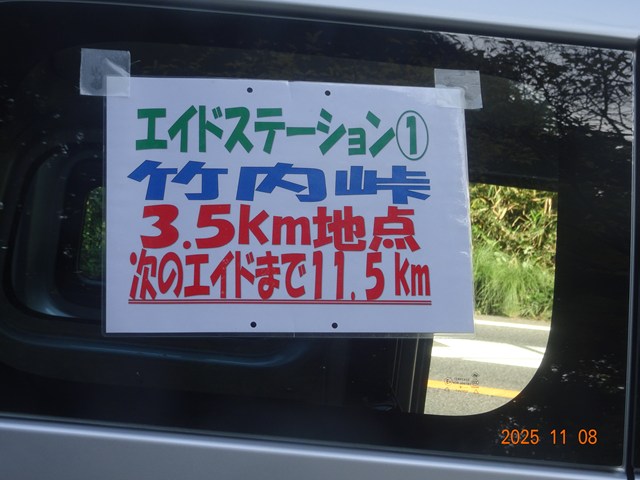 エイドステーション①
竹内峠
3.5km地点
次のエイドまで11.5km
2025 11 08